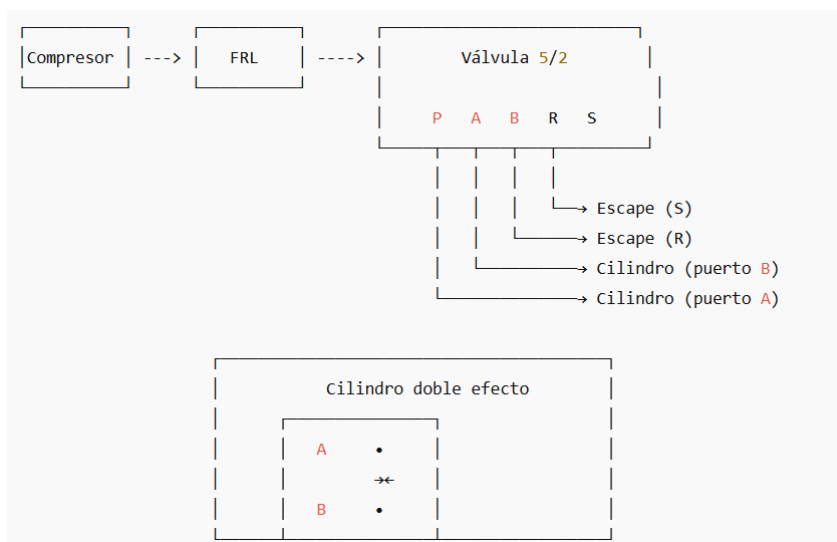 Compresor ---> FRL ----> Válvula 5/2
P A B R S
→ Escape (S)
→ Escape (R)
→ Cilindro (puerto B)
→ Cilindro (puerto A)
Cilindro doble efecto
A •
→←
B •